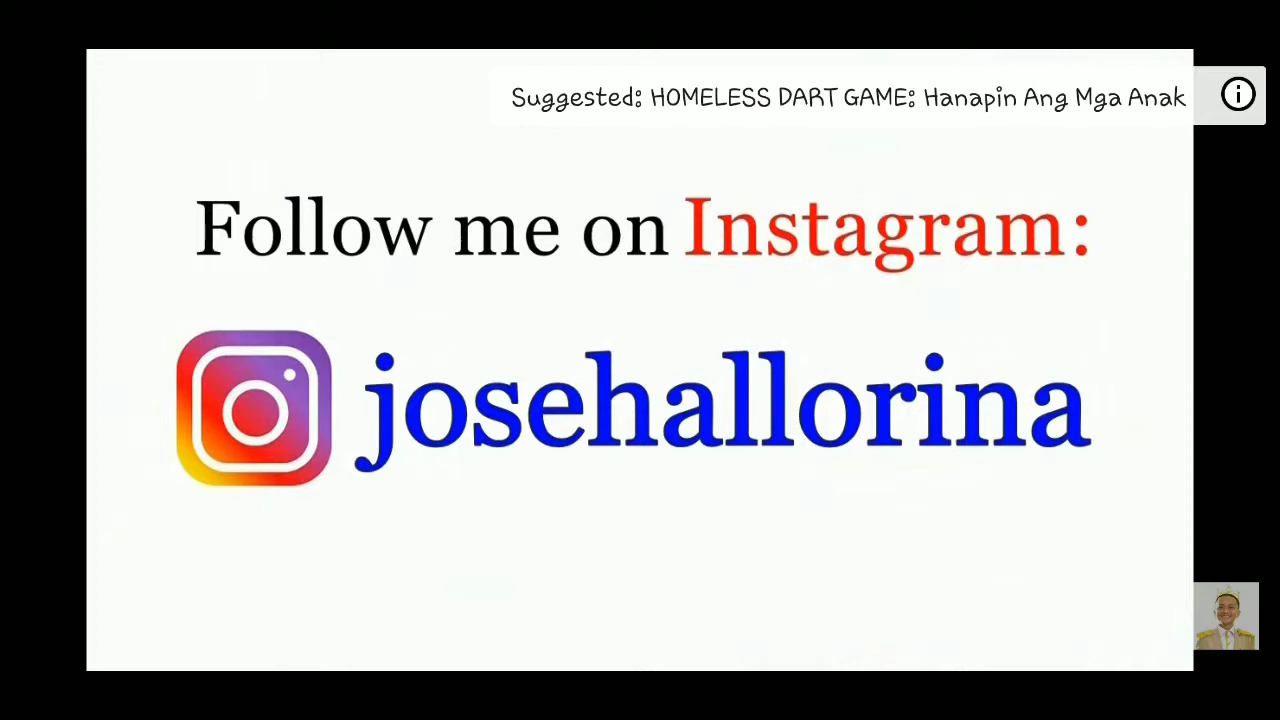 Suggested: HOMELESS DART GAME: Hanapin Ang Mga Anak
Follow me on Instagram:
josehallorina